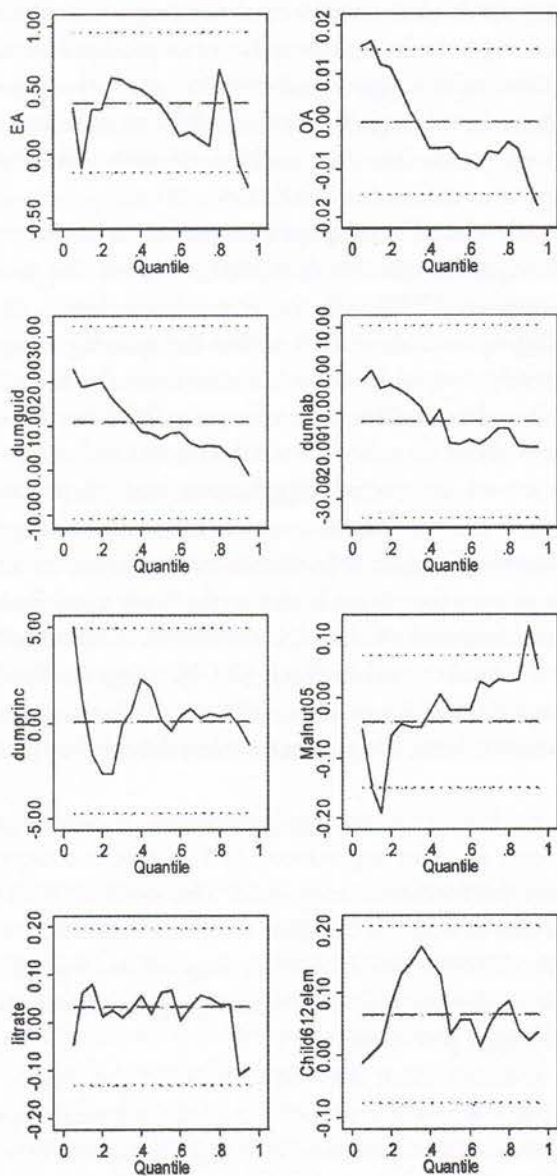 EA
-0.50 0.00 0.50 1.00
0 .2 .4 .6 .8 1
Quantile
OA
-0.02 -0.01 0.00 0.01 0.02
0 .2 .4 .6 .8 1
Quantile
dumguid
-10.00 0.00 10.0020.0030.00
0 .2 .4 .6 .8 1
Quantile
dumlab
10.00
0 .2 .4 .6 .8 1
Quantile
dumprinc
-5.00 0.00 5.00
0 .2 .4 .6 .8 1
Quantile
Malnut05
-0.20 -0.10 0.00 0.10
0 .2 .4 .6 .8 1
Quantile
litrate
-0.20 -0.10 0.00 0.10 0.20
0 .2 .4 .6 .8 1
Quantile
Child612elem
-0.10 0.00 0.10 0.20
0 .2 .4 .6 .8 1
Quantile